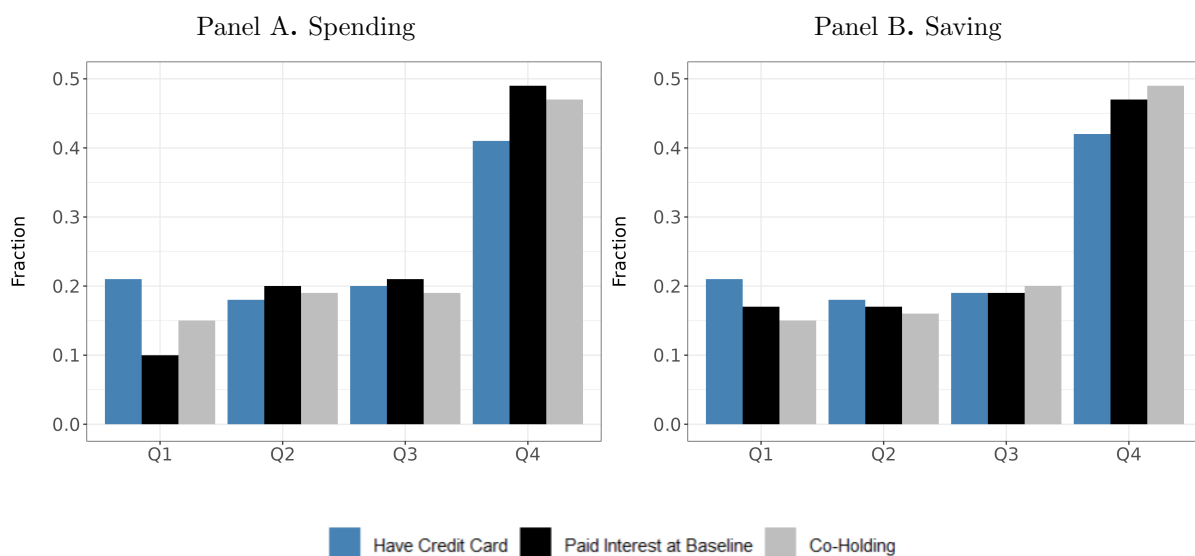 Panel A. Spending
Fraction
0.5
0.4
0.3
0.2
0.1
0.0
Q1 Q2 Q3 Q4
Panel B. Saving
Fraction
0.5
0.4
0.3
0.2
0.1
0.0
Q1 Q2 Q3 Q4
Have Credit Card Paid Interest at Baseline Co-Holding